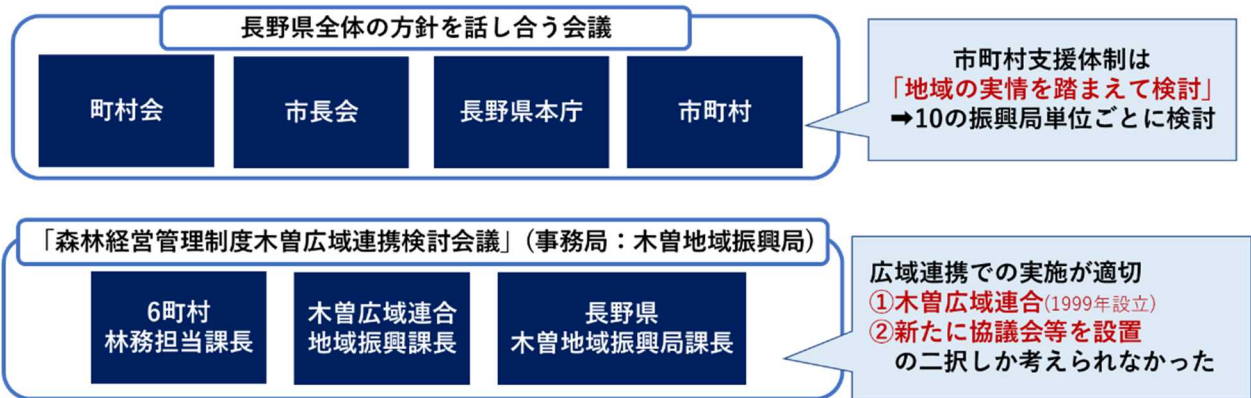 長野県全体の方針を話し合う会議
町村会
市長会
長野県本庁
市町村
市町村支援体制は
「地域の実情を踏まえて検討」
➡10の振興局単位ごとに検討
「森林経営管理制度木曽広域連携検討会議」(事務局:木曽地域振興局)
6町村
林務担当課長
木曽広域連合
地域振興課長
長野県
木曽地域振興局課長
広域連携での実施が適切
①木曽広域連合(1999年設立)
②新たに協議会等を設置
の二択しか考えられなかった